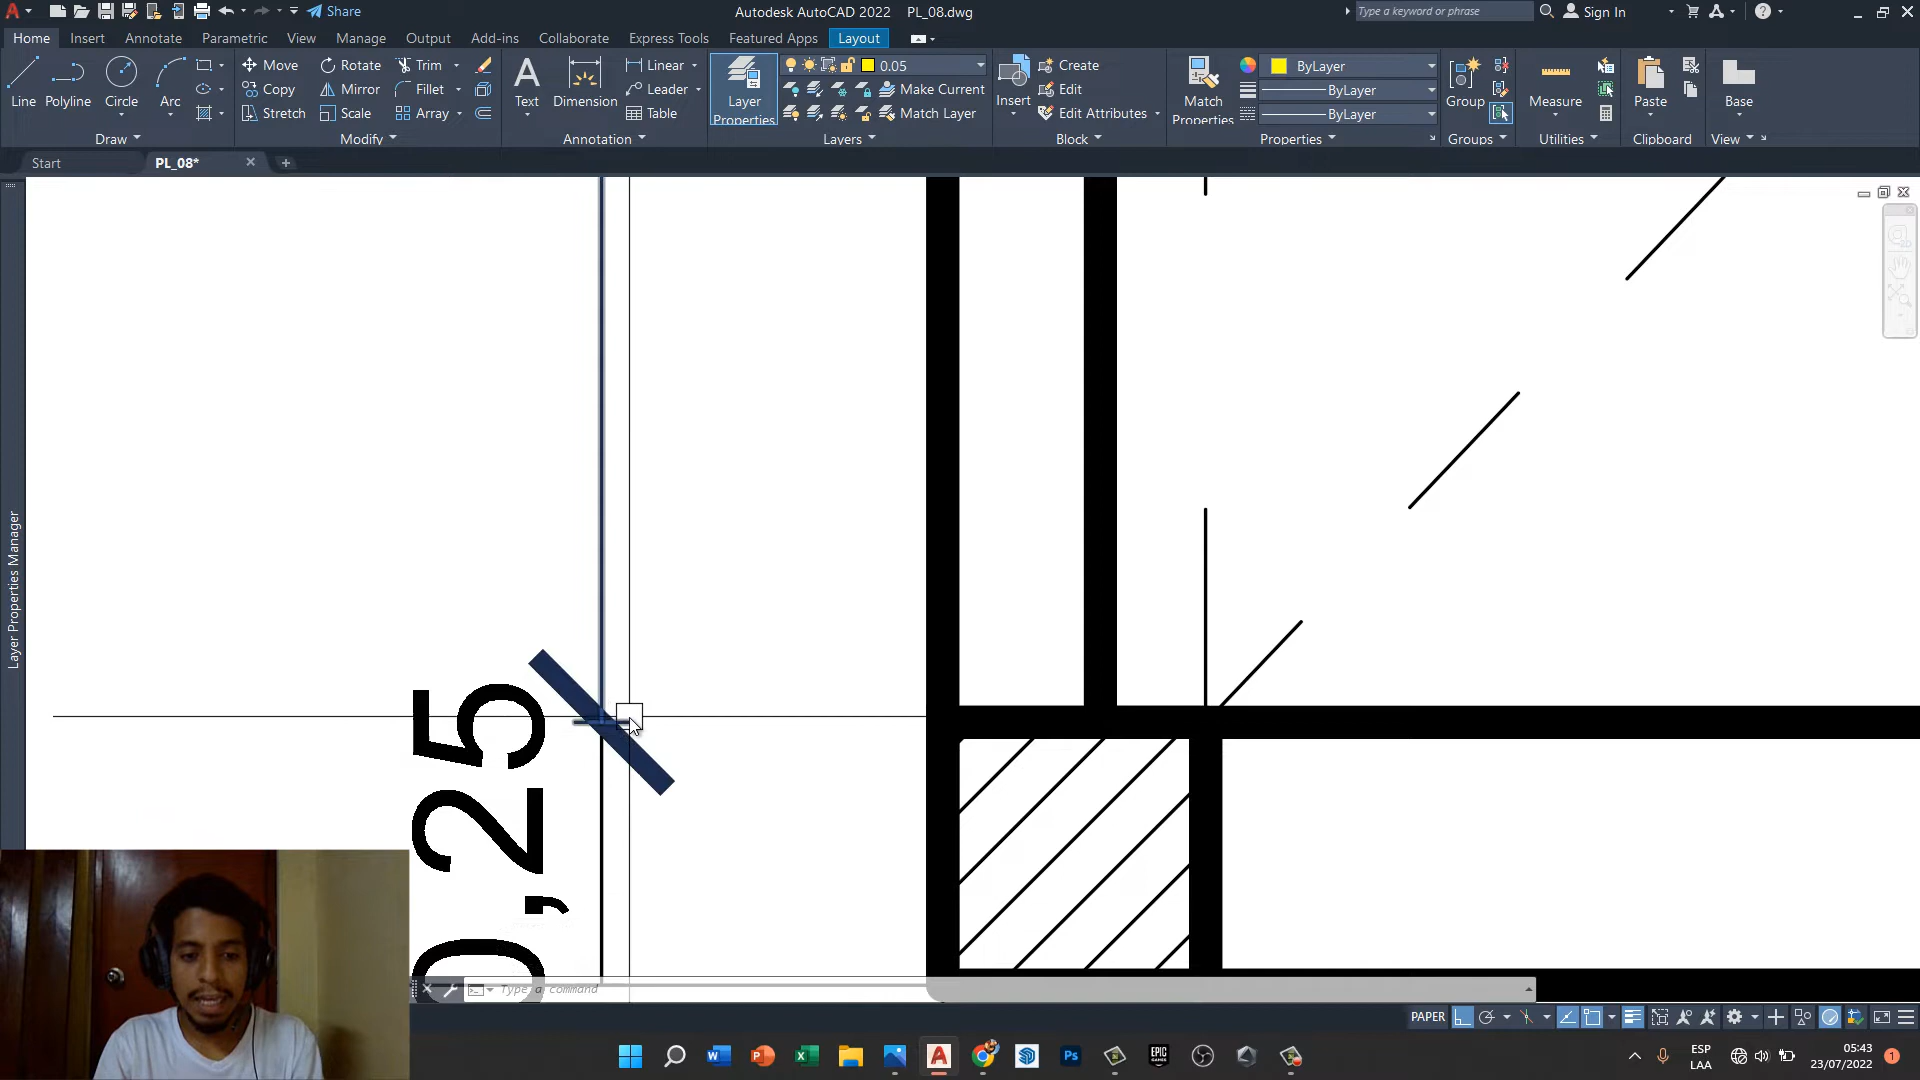 Share
Autodesk AutoCAD 2022 PL_08.dwg
Type a keyword or phrase
Sign In
Home Insert Annotate Parametric View Manage Output Add-ins Collaborate Express Tools Featured Apps Layout
Line Polyline Circle Arc
Move Rotate Trim
Copy Mirror Fillet
Stretch Scale Array
Text Dimension
Linear
Leader
Table
Layer Properties
0.05
Make Current
Match Layer
Insert
Create
Edit
Edit Attributes
Match Properties
ByLayer
ByLayer
ByLayer
Group
Measure
Paste
Base
Draw Modify Annotation Layers Block Properties Groups Utilities Clipboard View
Start PL_08*
Layer Properties Manager
0,25
Type a command
PAPER
ESP
LAA
05:43
23/07/2022
1
EPIC GAMES